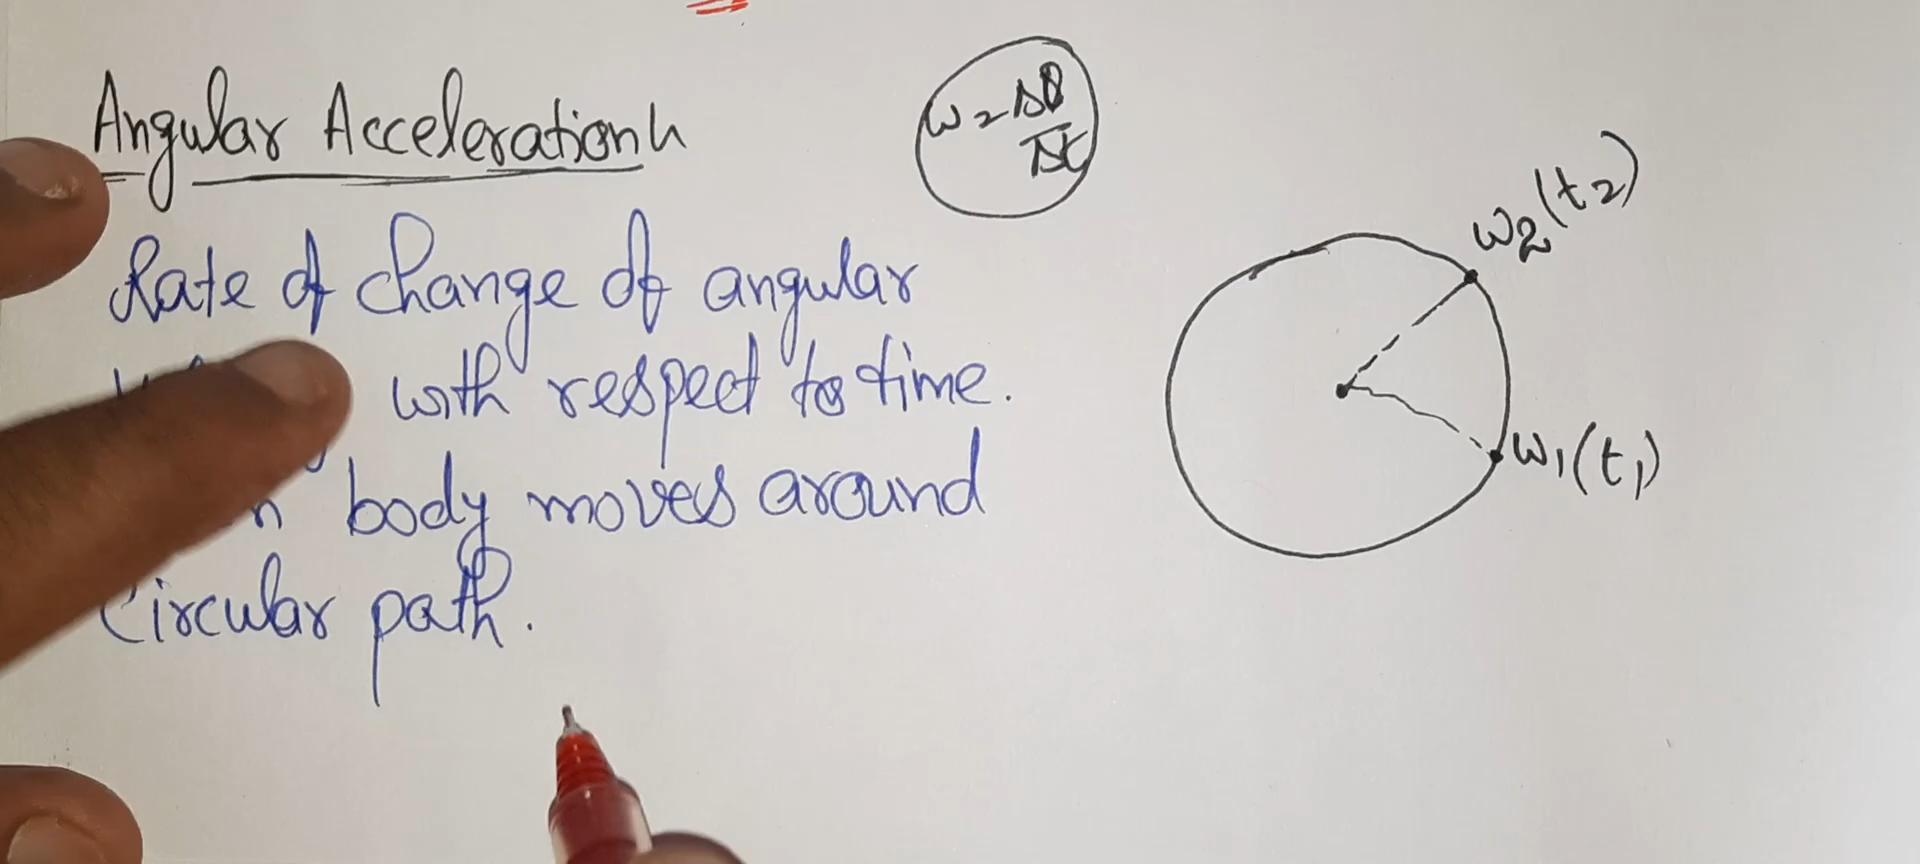 Angular Acceleration
ω = Δθ
Δt
Rate of change of angular
with respect to time.
body moves around
Circular path.
ω2 (t2)
ω1 (t1)